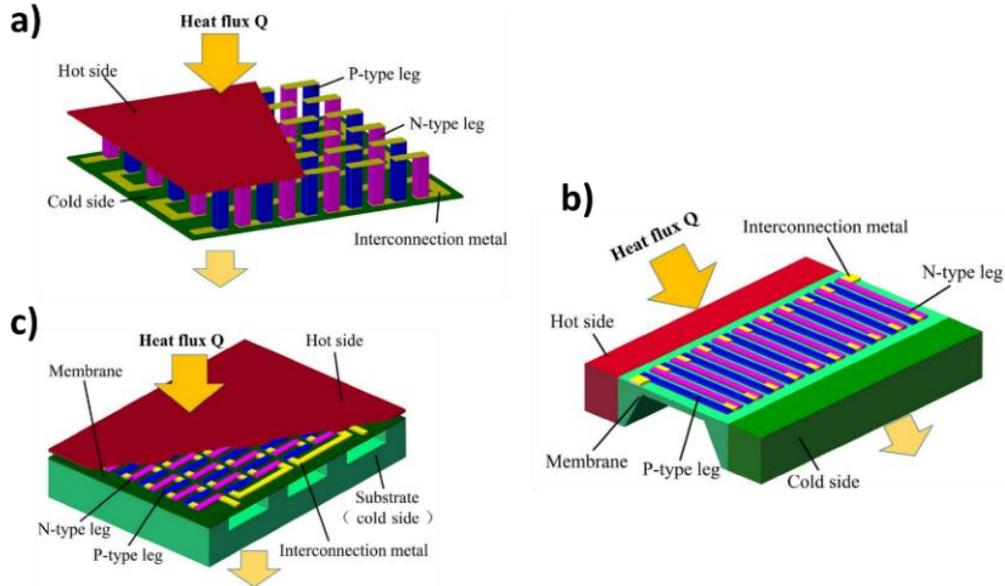 a)
Heat flux Q
Hot side
P-type leg
N-type leg
Cold side
Interconnection metal
b)
Heat flux Q
Interconnection metal
N-type leg
Hot side
Membrane
P-type leg
Cold side
c)
Heat flux Q
Hot side
Membrane
N-type leg
P-type leg
Substrate
( cold side )
Interconnection metal